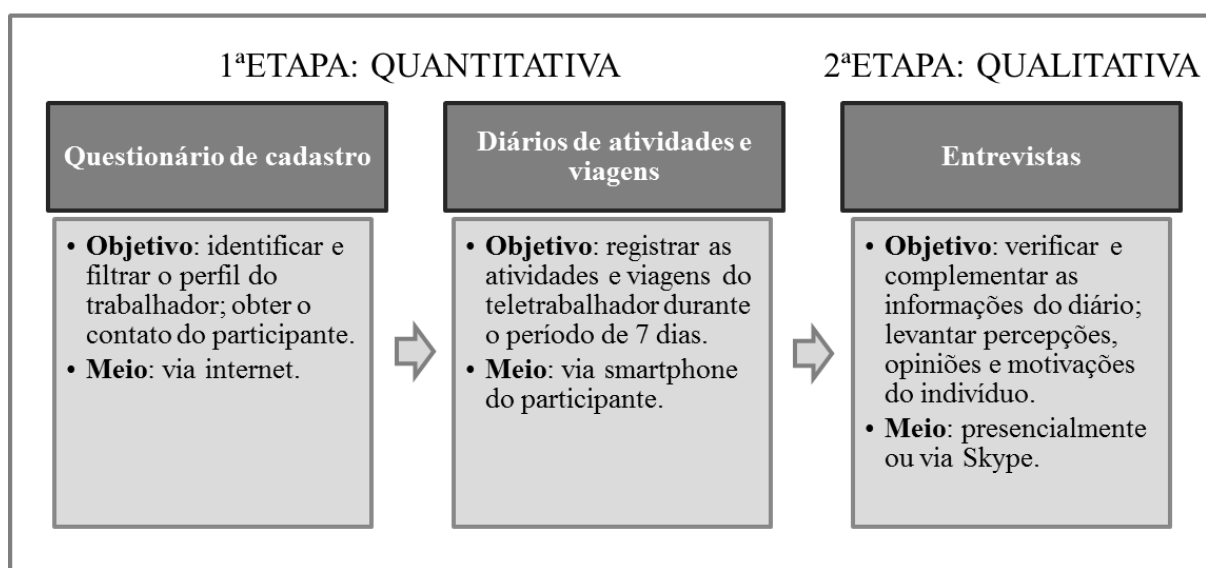 1ªETAPA: QUANTITATIVA
2ªETAPA: QUALITATIVA
Questionário de cadastro
• Objetivo: identificar e
filtrar o perfil do
trabalhador; obter o
contato do participante.
• Meio: via internet.
Diários de atividades e
viagens
• Objetivo: registrar as
atividades e viagens do
teletrabalhador durante
o período de 7 dias.
• Meio: via smartphone
do participante.
Entrevistas
• Objetivo: verificar e
complementar as
informações do diário;
levantar percepções,
opiniões e motivações
do indivíduo.
• Meio: presencialmente
ou via Skype.